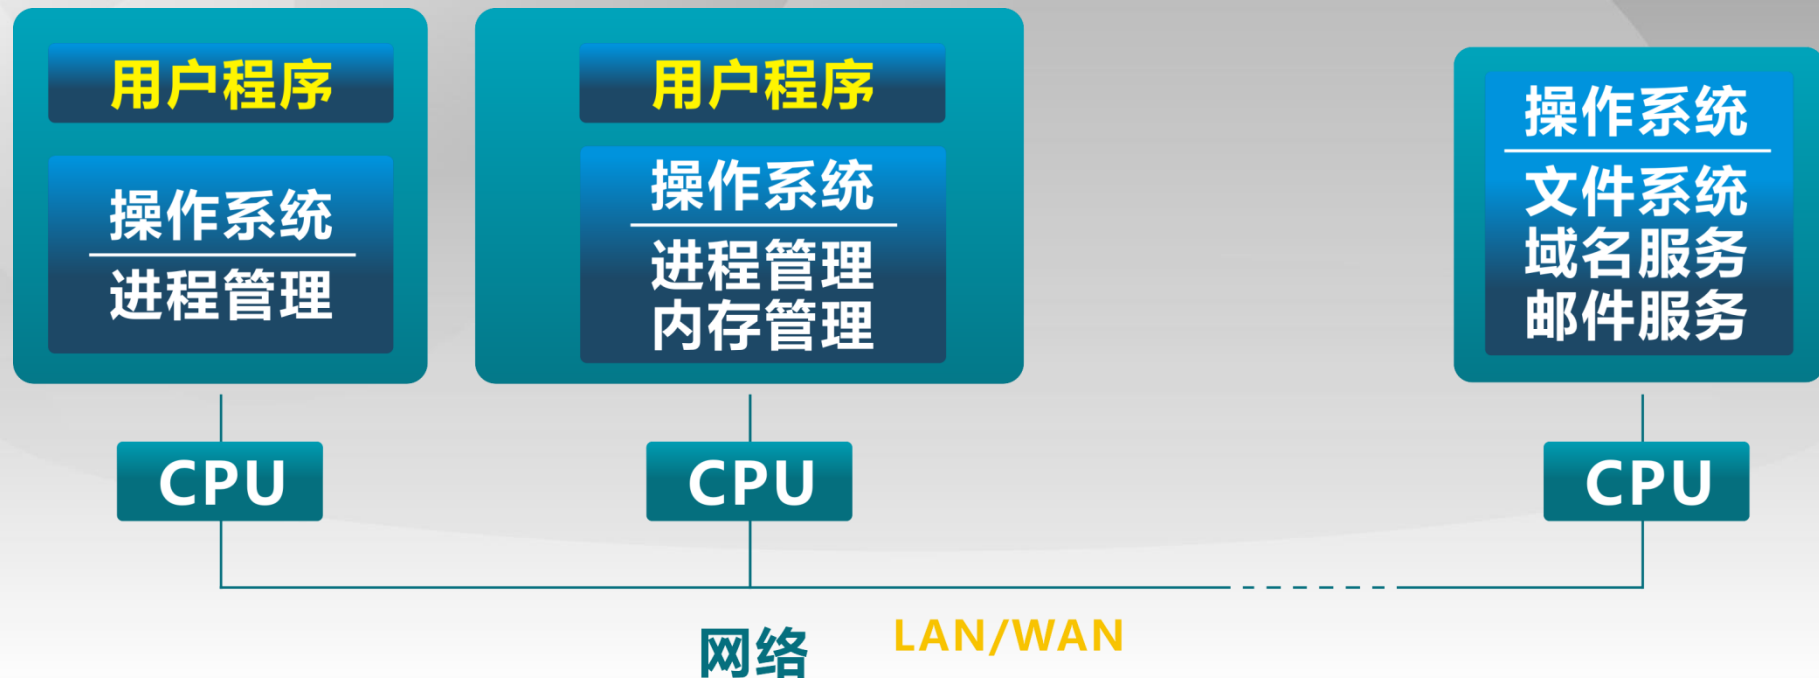 用户程序
操作系统
进程管理
用户程序
操作系统
进程管理
内存管理
操作系统
文件系统
域名服务
邮件服务
CPU
CPU
CPU
网络
LAN/WAN